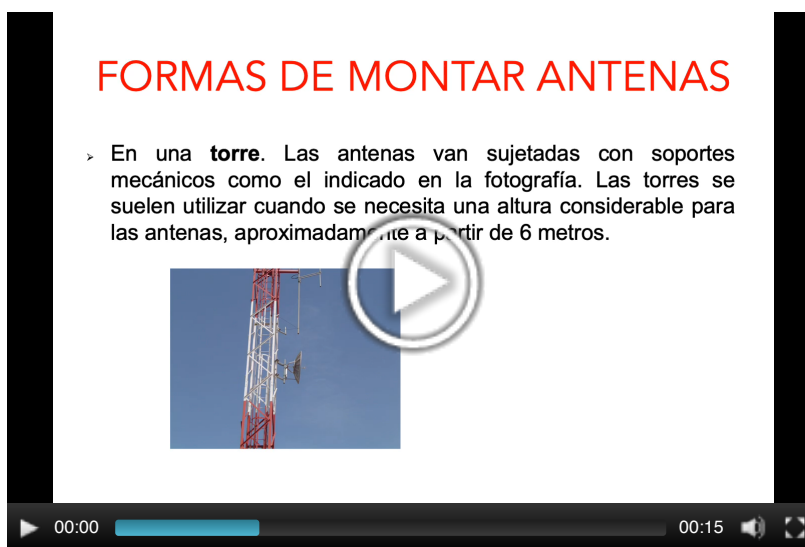 FORMAS DE MONTAR ANTENAS
En una torre. Las antenas van sujetadas con soportes
mecánicos como el indicado en la fotografía. Las torres se
suelen utilizar cuando se necesita una altura considerable para
las antenas, aproximadamente a partir de 6 metros.
00:00 00:15